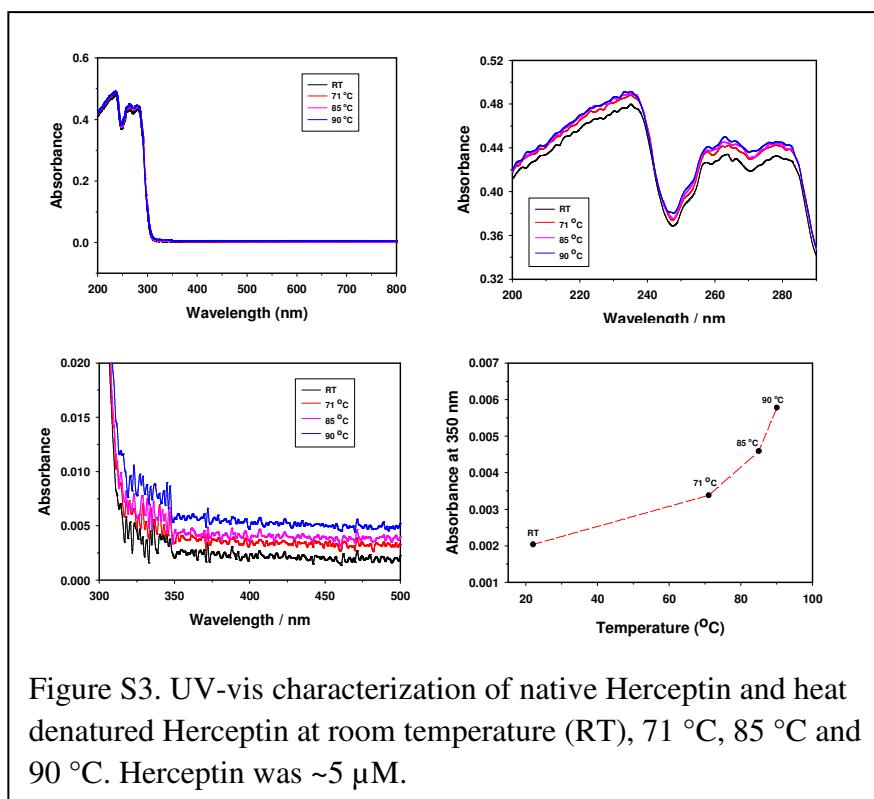 0.6
0.4
0.2
0.0
Absorbance
200 300 400 500 600 700 800
Wavelength (nm)
RT
71 °C
85 °C
90 °C
0.52
0.48
0.44
0.40
0.36
0.32
Absorbance
200 220 240 260 280
Wavelength / nm
RT
71 °C
85 °C
90 °C
0.020
0.015
0.010
0.005
0.000
Absorbance
300 350 400 450 500
Wavelength / nm
RT
71 °C
85 °C
90 °C
0.007
0.006
0.005
0.004
0.003
0.002
0.001
Absorbance at 350 nm
20 40 60 80 100
Temperature (°C)
RT
71 °C
85 °C
90 °C
Figure S3. UV-vis characterization of native Herceptin and heat
denatured Herceptin at room temperature (RT), 71 °C, 85 °C and
90 °C. Herceptin was ~5 µM.